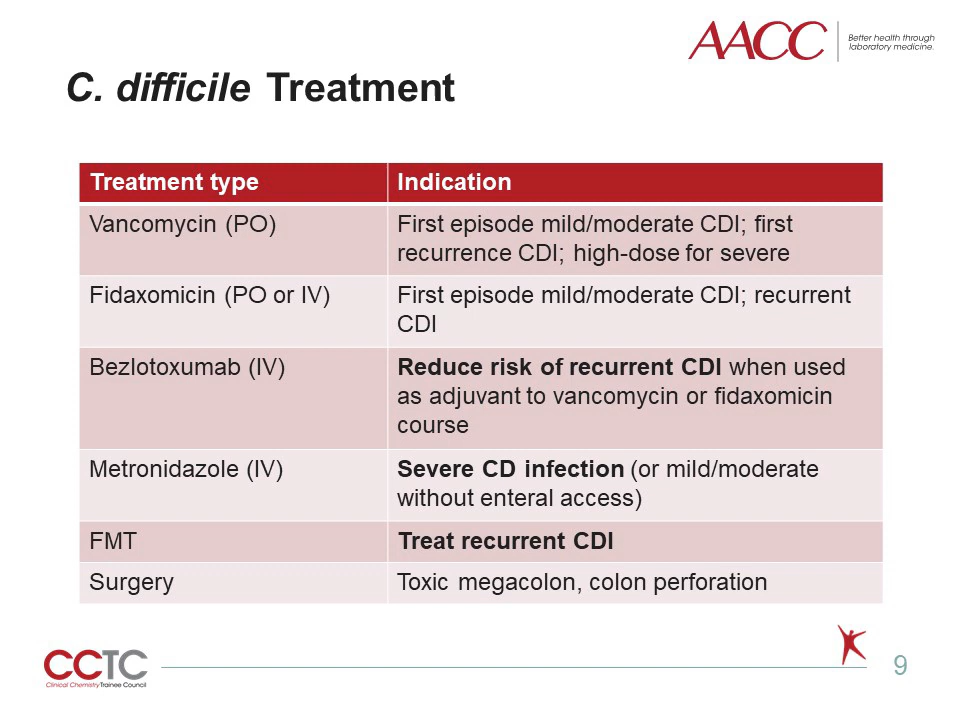 AACC
Better health through
laboratory medicine.
C. difficile Treatment
Treatment type
Indication
Vancomycin (PO)
First episode mild/moderate CDI; first
recurrence CDI; high-dose for severe
Fidaxomicin (PO or IV)
First episode mild/moderate CDI; recurrent
CDI
Bezlotoxumab (IV)
Reduce risk of recurrent CDI when used
as adjuvant to vancomycin or fidaxomicin
course
Metronidazole (IV)
Severe CD infection (or mild/moderate
without enteral access)
FMT
Treat recurrent CDI
Surgery
Toxic megacolon, colon perforation
CCTC
Clinical Chemistry Trainee Council
9